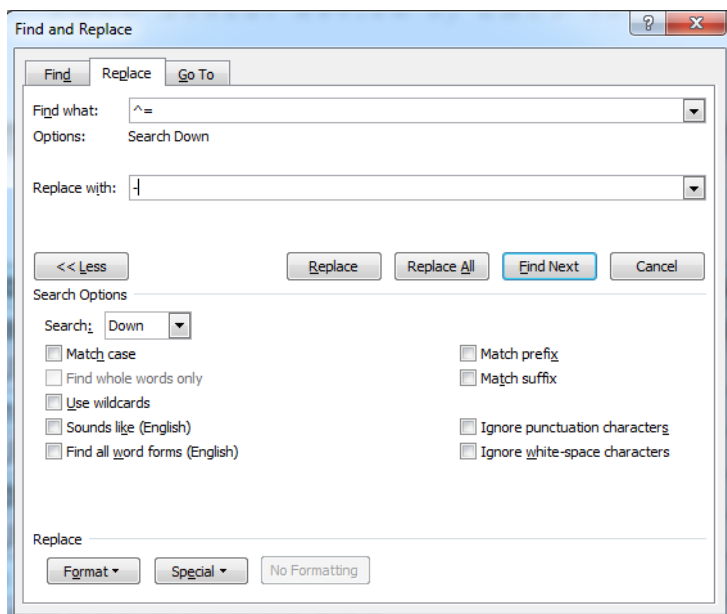 Find and Replace
Find Replace Go To
Find what: ^=
Options: Search Down
Replace with: -
<< Less Replace Replace All Find Next Cancel
Search Options
Search: Down
Match case Match prefix
Find whole words only Match suffix
Use wildcards
Sounds like (English) Ignore punctuation characters
Find all word forms (English) Ignore white-space characters
Replace
Format Special No Formatting